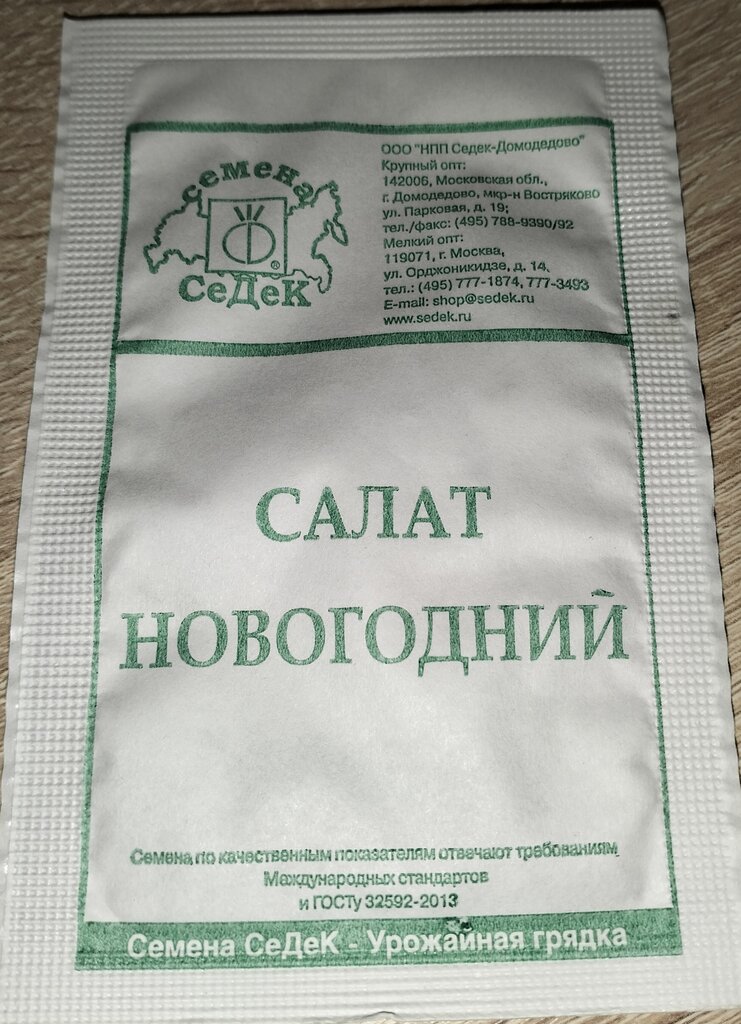 семена
СеДеК
®
ООО "НПП Седек-Домодедово"
Крупный опт:
142006, Московская обл.,
г. Домодедово, мкр-н Востряково
ул. Парковая, д. 19;
тел./факс: (495) 788-9390/92
Мелкий опт:
119071, г. Москва,
ул. Орджоникидзе, д. 14,
тел.: (495) 777-1874, 777-3493
E-mail: shop@sedek.ru
www.sedek.ru
САЛАТ
НОВОГОДНИЙ
Семена по качественным показателям отвечают требованиям
Международных стандартов
и ГОСТу 32592-2013
Семена СеДеК - Урожайная грядка